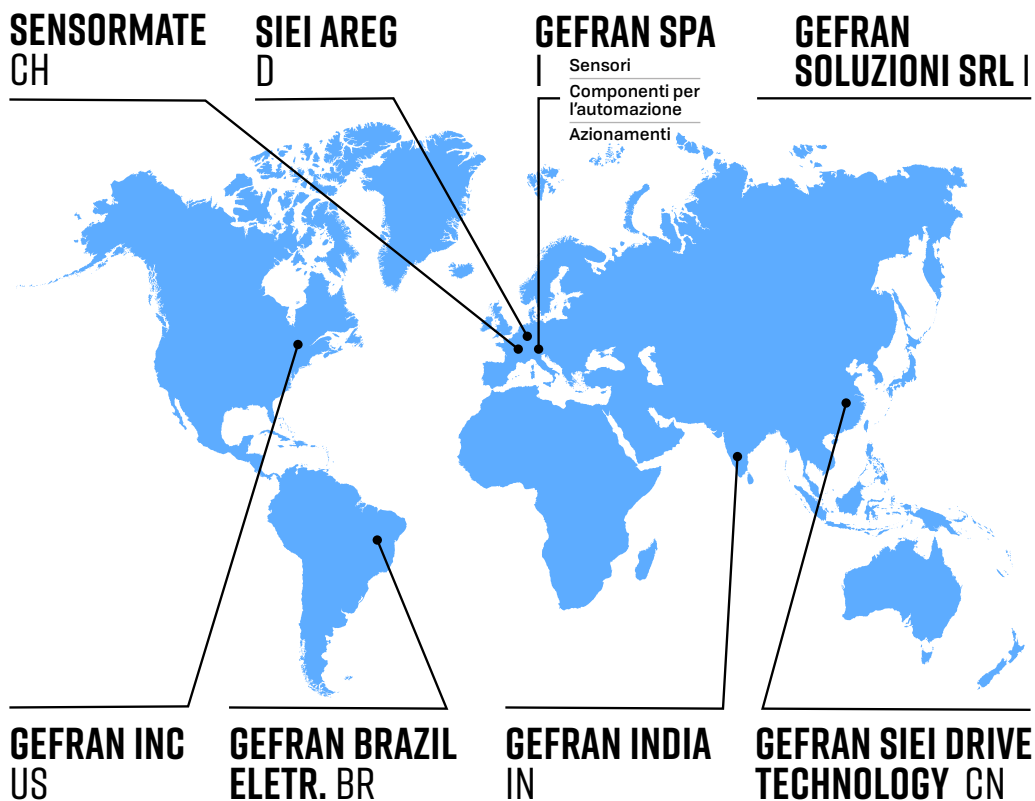 SENSORMATE
CH
SIEI AREG
D
GEFRAN SPA
I
Sensori
Componenti per
l'automazione
Azionamenti
GEFRAN
SOLUZIONI SRL I
GEFRAN INC
US
GEFRAN BRAZIL
ELETR. BR
GEFRAN INDIA
IN
GEFRAN SIEI DRIVE
TECHNOLOGY CN